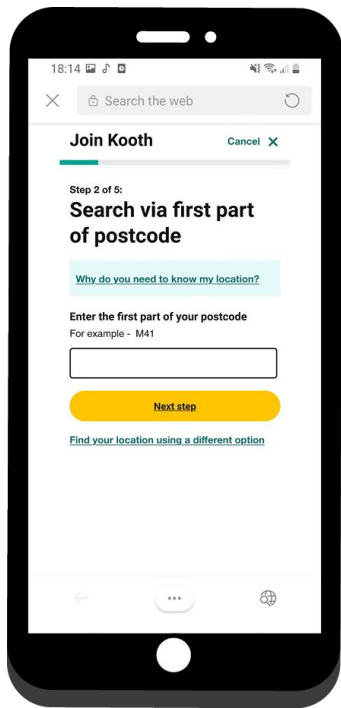 18:14
Search the web
Join Kooth
Cancel X
Step 2 of 5:
Search via first part
of postcode
Why do you need to know my location?
Enter the first part of your postcode
For example - M41
Next step
Find your location using a different option